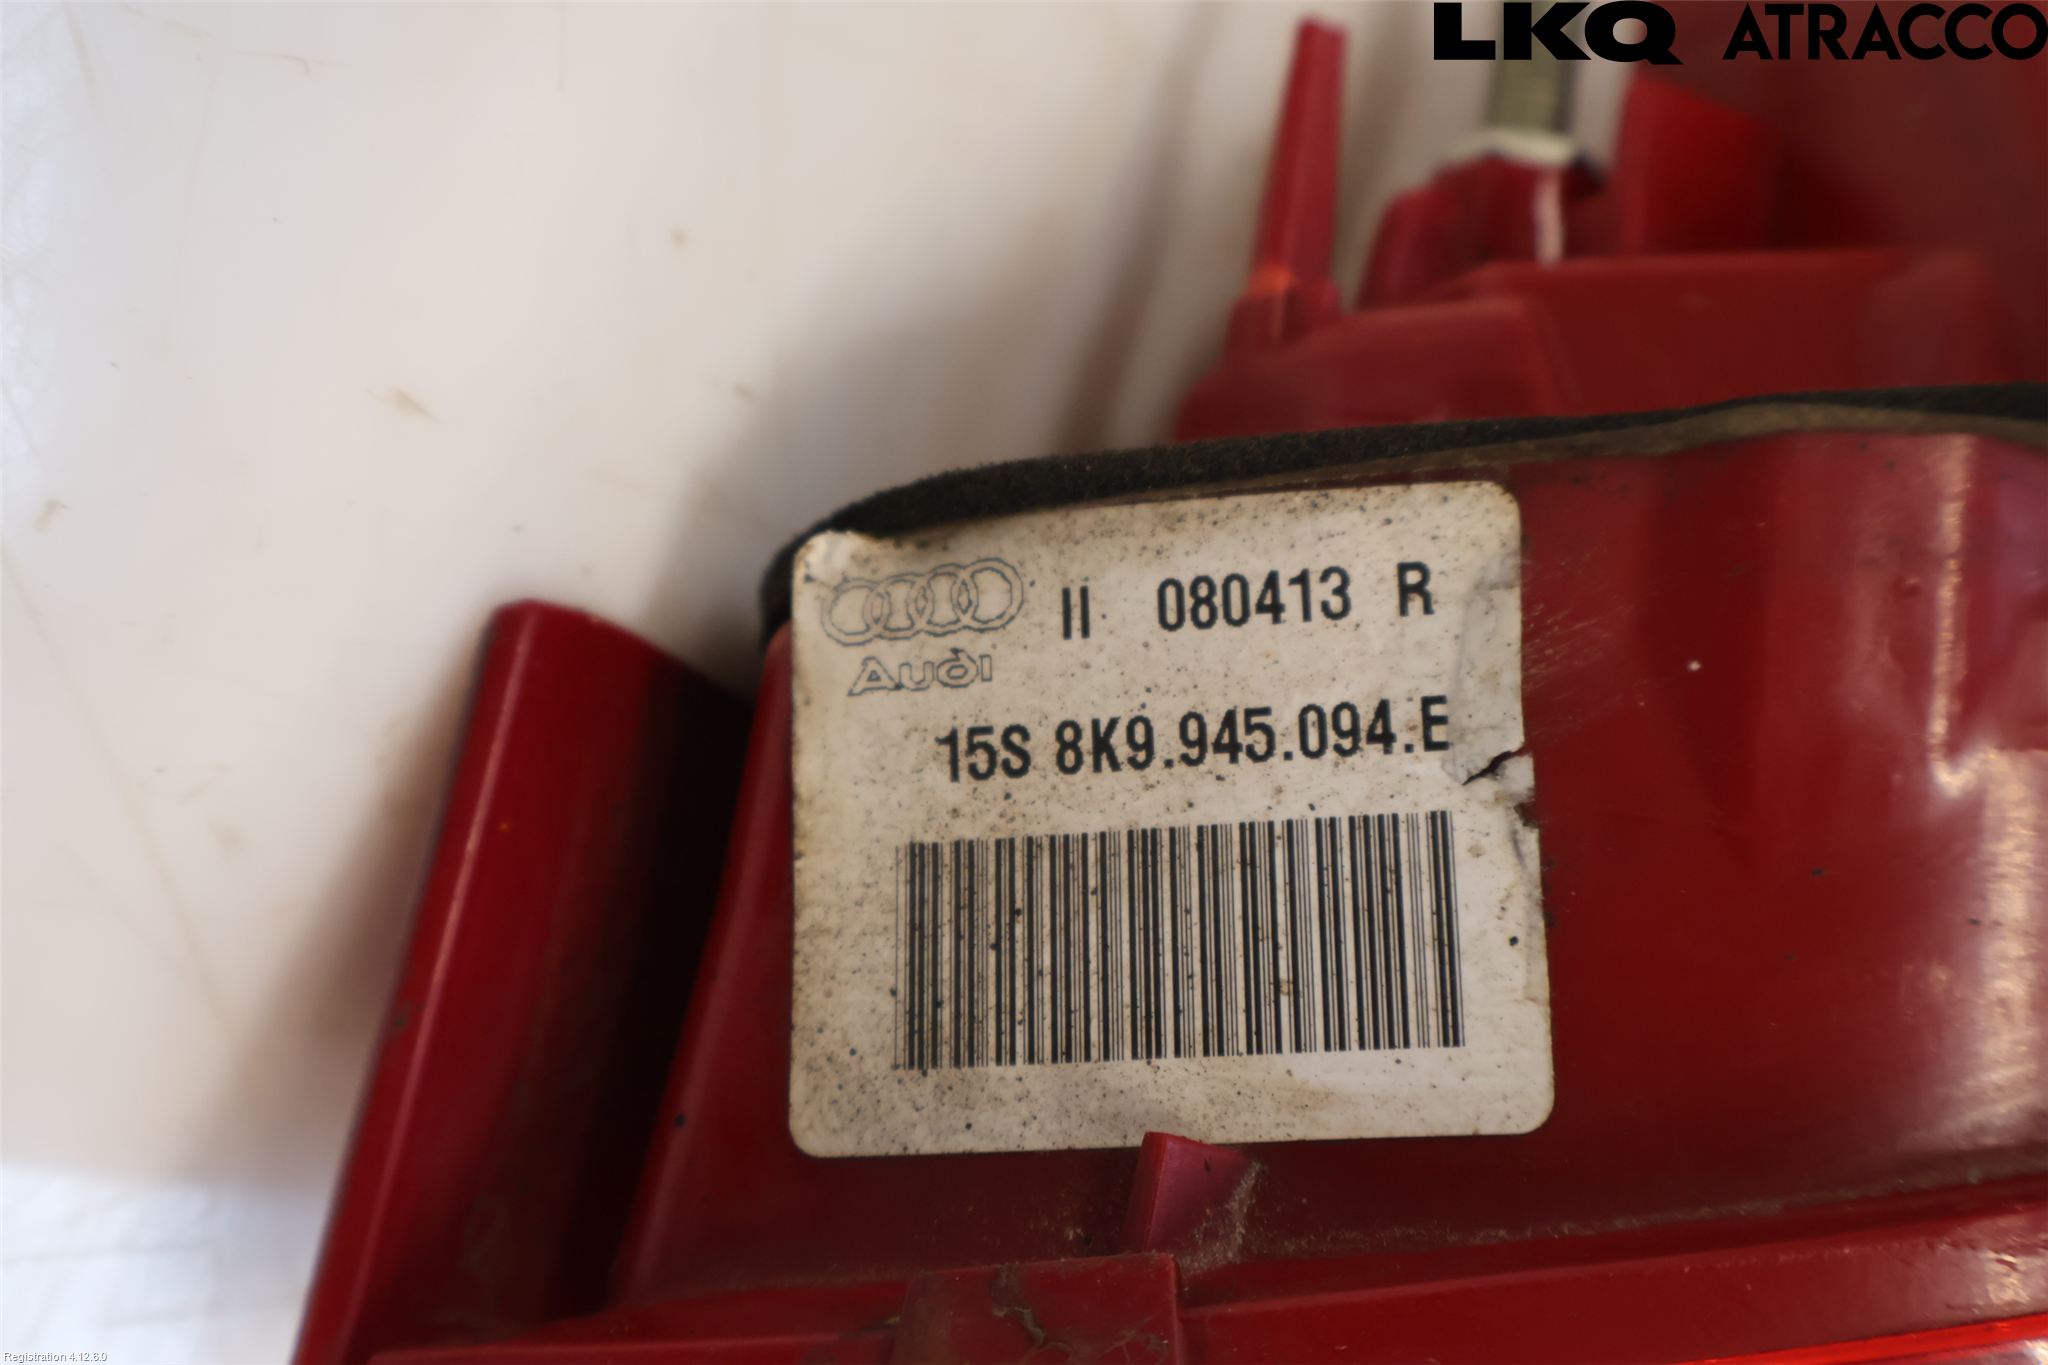 LKQ ATRACCO
II 080413 R
Audi
15S 8K9.945.094.E
Registration 4.12.6.0